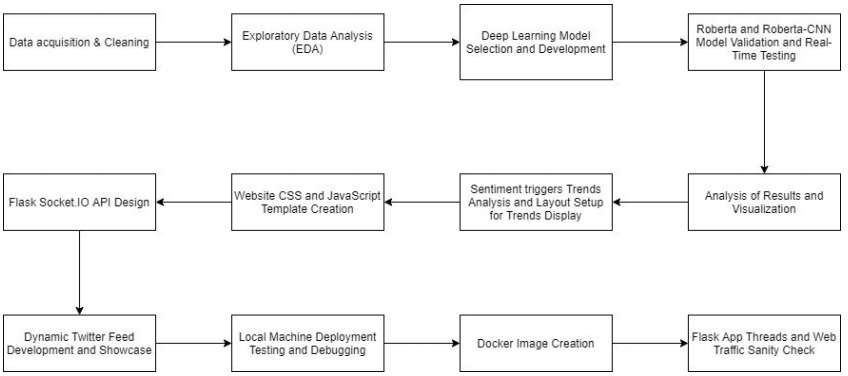 Data acquisition & Cleaning
Exploratory Data Analysis
(EDA)
Deep Learning Model
Selection and Development
Roberta and Roberta-CNN
Model Validation and Real-
Time Testing
Analysis of Results and
Visualization
Sentiment triggers Trends
Analysis and Layout Setup
for Trends Display
Website CSS and JavaScript
Template Creation
Flask Socket.IO API Design
Dynamic Twitter Feed
Development and Showcase
Local Machine Deployment
Testing and Debugging
Docker Image Creation
Flask App Threads and Web
Traffic Sanity Check